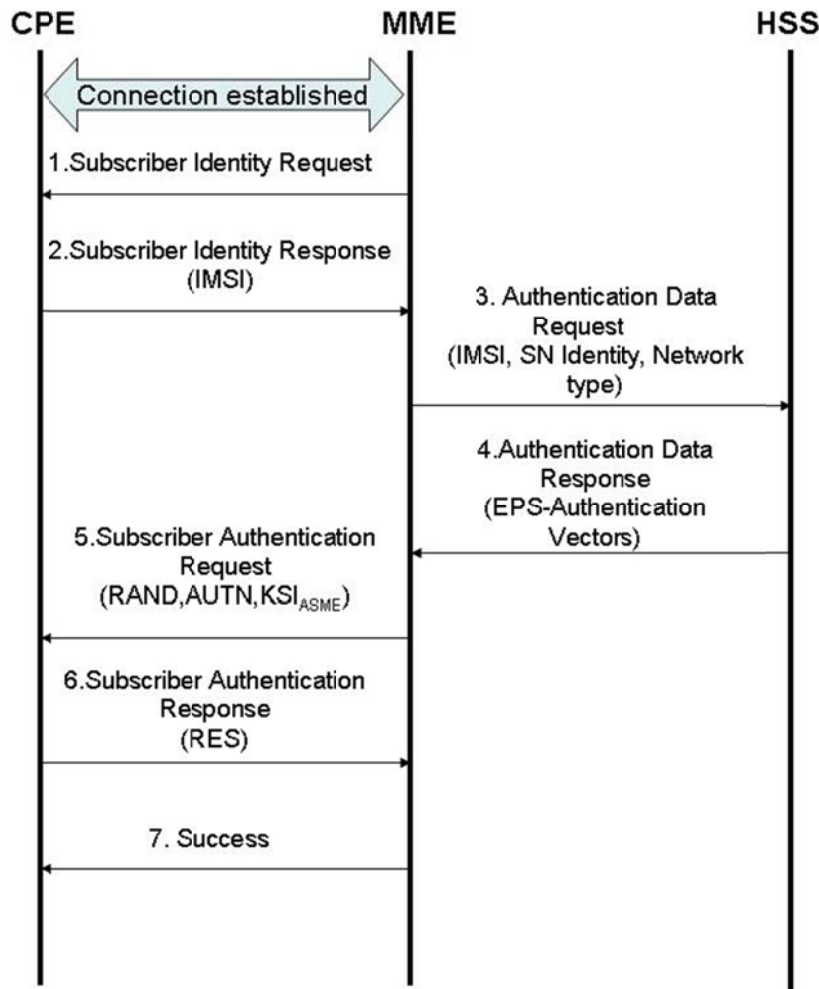 CPE MME HSS
Connection established
1.Subscriber Identity Request
2.Subscriber Identity Response
(IMSI)
3. Authentication Data
Request
(IMSI, SN Identity, Network
type)
4.Authentication Data
Response
(EPS-Authentication
Vectors)
5.Subscriber Authentication
Request
(RAND,AUTN,KSI ASME)
6.Subscriber Authentication
Response
(RES)
7. Success